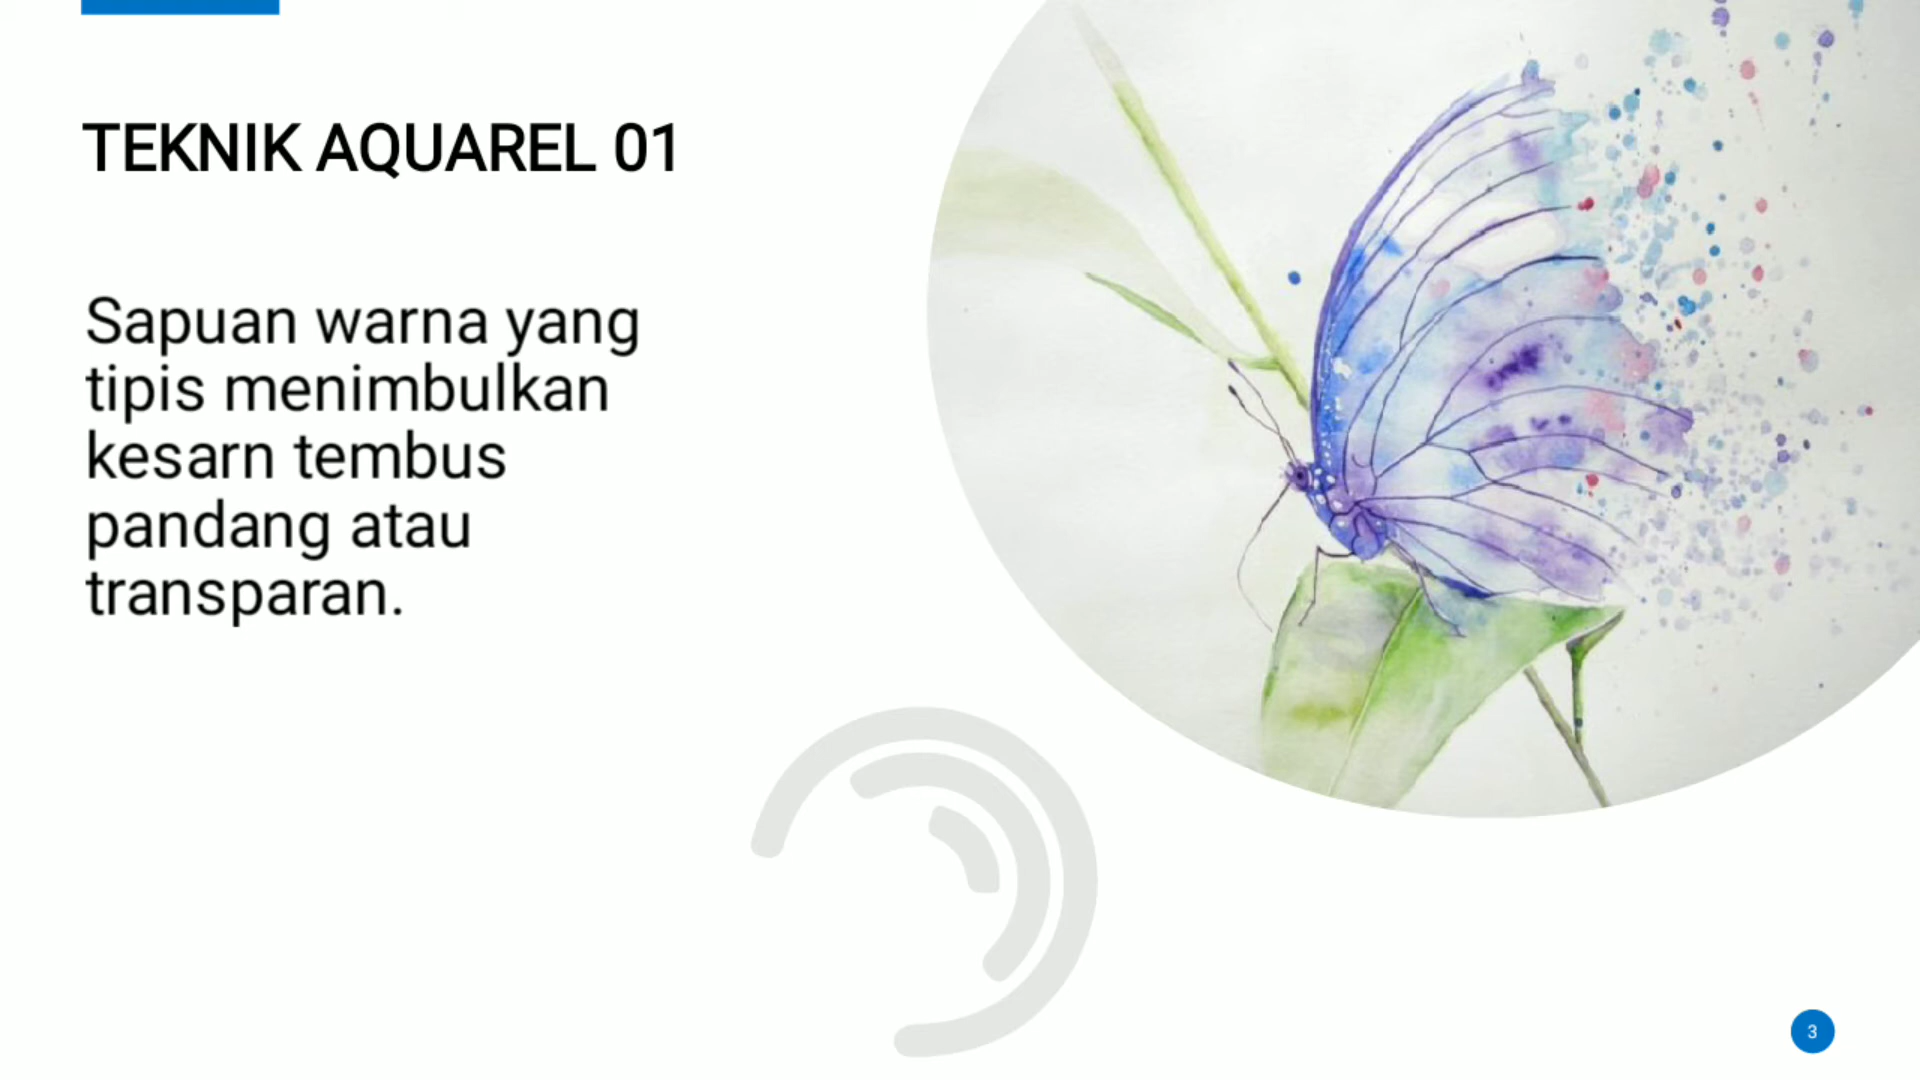 TEKNIK AQUAREL 01
Sapuan warna yang
tipis menimbulkan
kesarn tembus
pandang atau
transparan.
3